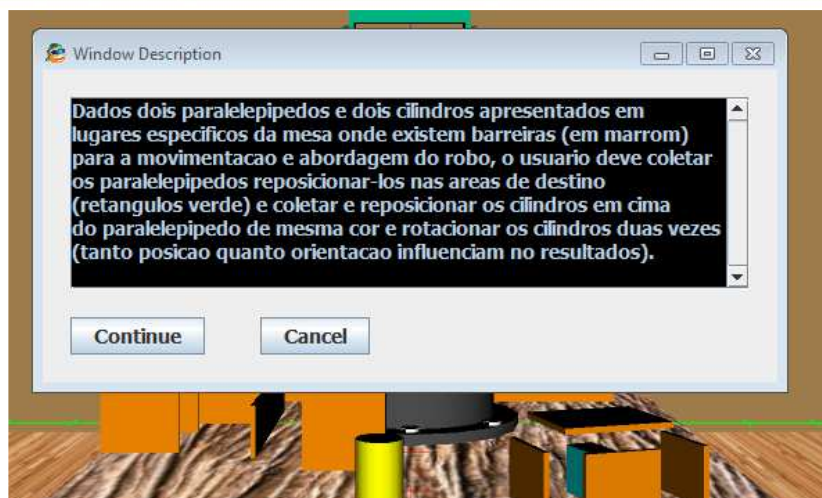 Window Description
Dados dois paralelepipedos e dois cilindros apresentados em
lugares especificos da mesa onde existem barreiras (em marrom)
para a movimentacao e abordagem do robo, o usuario deve coletar
os paralelepipedos reposicionar-los nas areas de destino
(retangulos verde) e coletar e reposicionar os cilindros em cima
do paralelepipedo de mesma cor e rotacionar os cilindros duas vezes
(tanto posicao quanto orientacao influenciam no resultados).
Continue Cancel